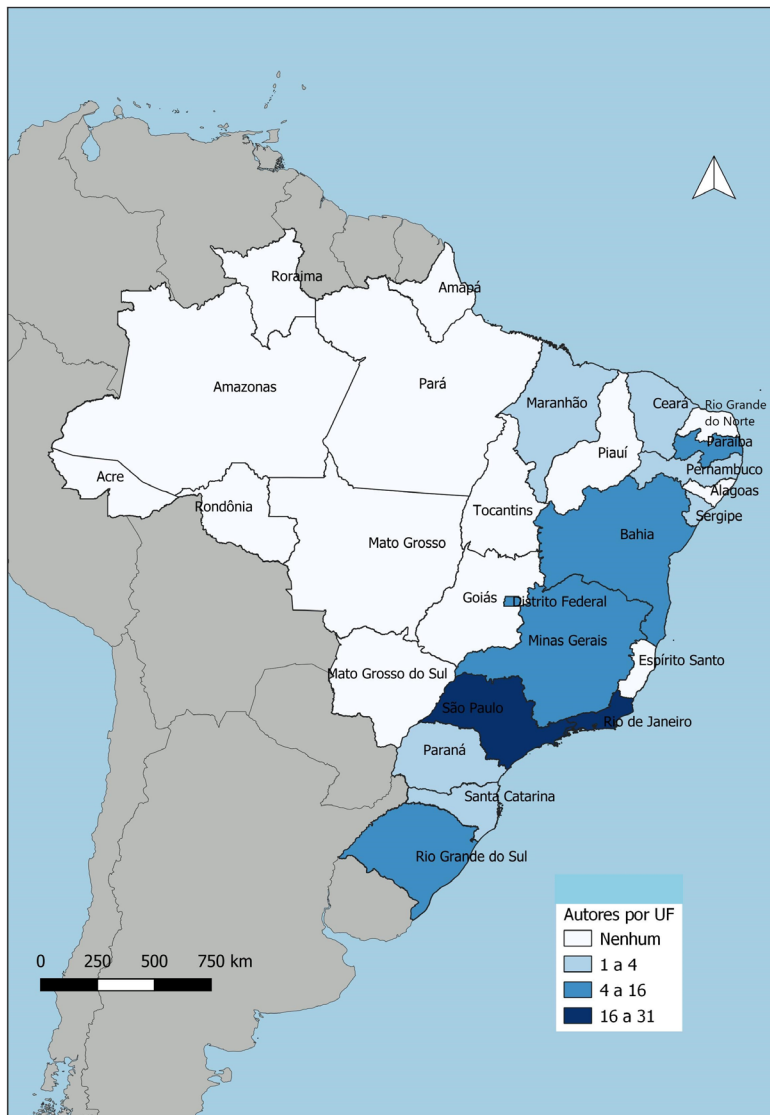 Roraima
Amapá
Amazonas
Pará
Maranhão
Ceará
Rio Grande
do Norte
Paraíba
Piauí
Pernambuco
Acre
Alagoas
Rondônia
Tocantins
Sergipe
Mato Grosso
Bahia
Goiás
Distrito Federal
Minas Gerais
Espírito Santo
Mato Grosso do Sul
São Paulo
Rio de Janeiro
Paraná
Santa Catarina
Rio Grande do Sul
Autores por UF
Nenhum
1 a 4
4 a 16
16 a 31
0 250 500 750 km